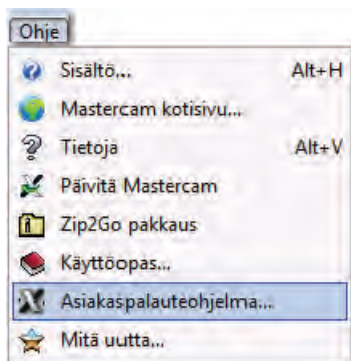 Ohje
Sisältö... Alt+H
Mastercam kotisivu...
Tietoja Alt+V
Päivitä Mastercam
Zip2Go pakkaus
Käyttöopas...
Asiakaspalauteohjelma...
Mitä uutta...